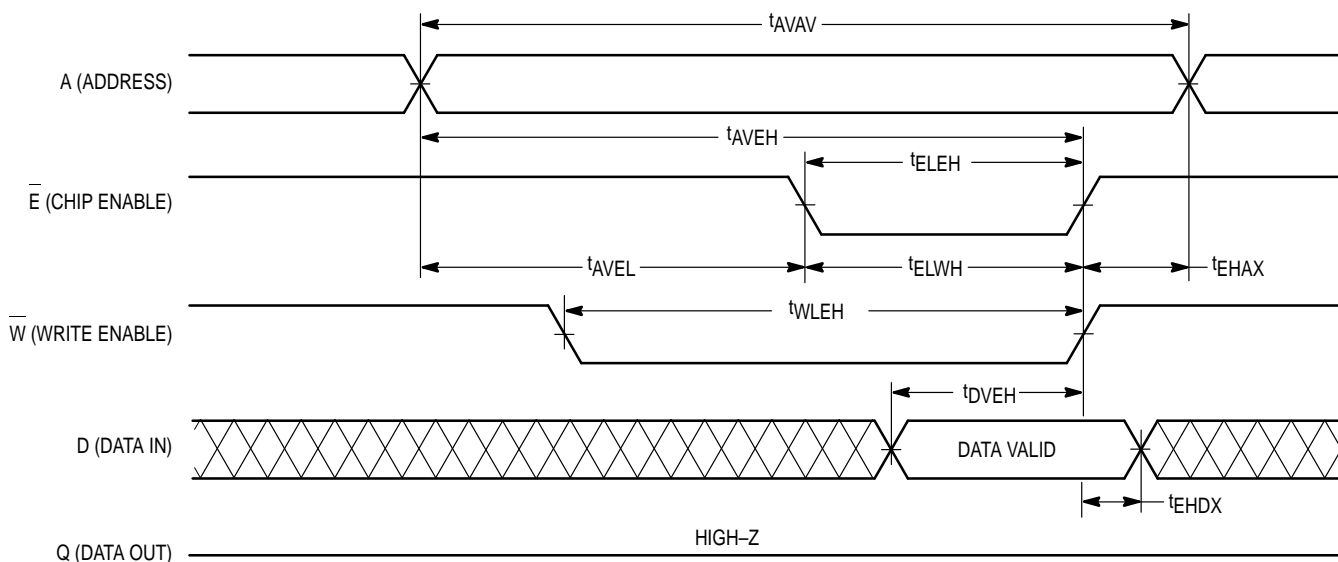 tAVAV
A (ADDRESS)
tAVEH
tELEH
E̅ (CHIP ENABLE)
tAVEL
tELWH
tEHAX
tWLEH
W̅ (WRITE ENABLE)
tDVEH
D (DATA IN)
DATA VALID
tEHDX
HIGH–Z
Q (DATA OUT)